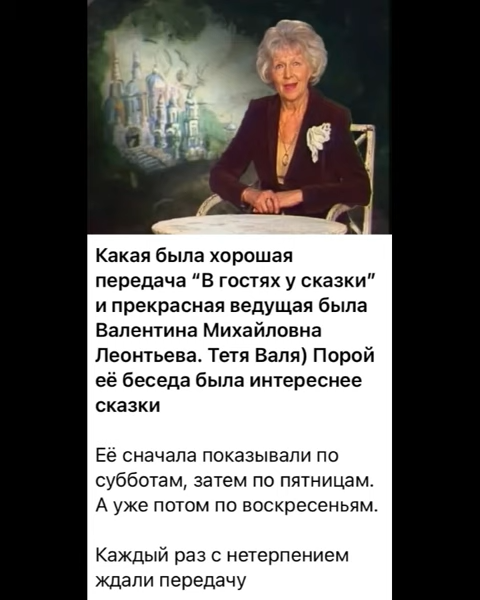 Какая была хорошая
передача “В гостях у сказки”
и прекрасная ведущая была
Валентина Михайловна
Леонтьева. Тетя Валя) Порой
её беседа была интереснее
сказки
Её сначала показывали по
субботам, затем по пятницам.
А уже потом по воскресеньям.
Каждый раз с нетерпением
ждали передачу